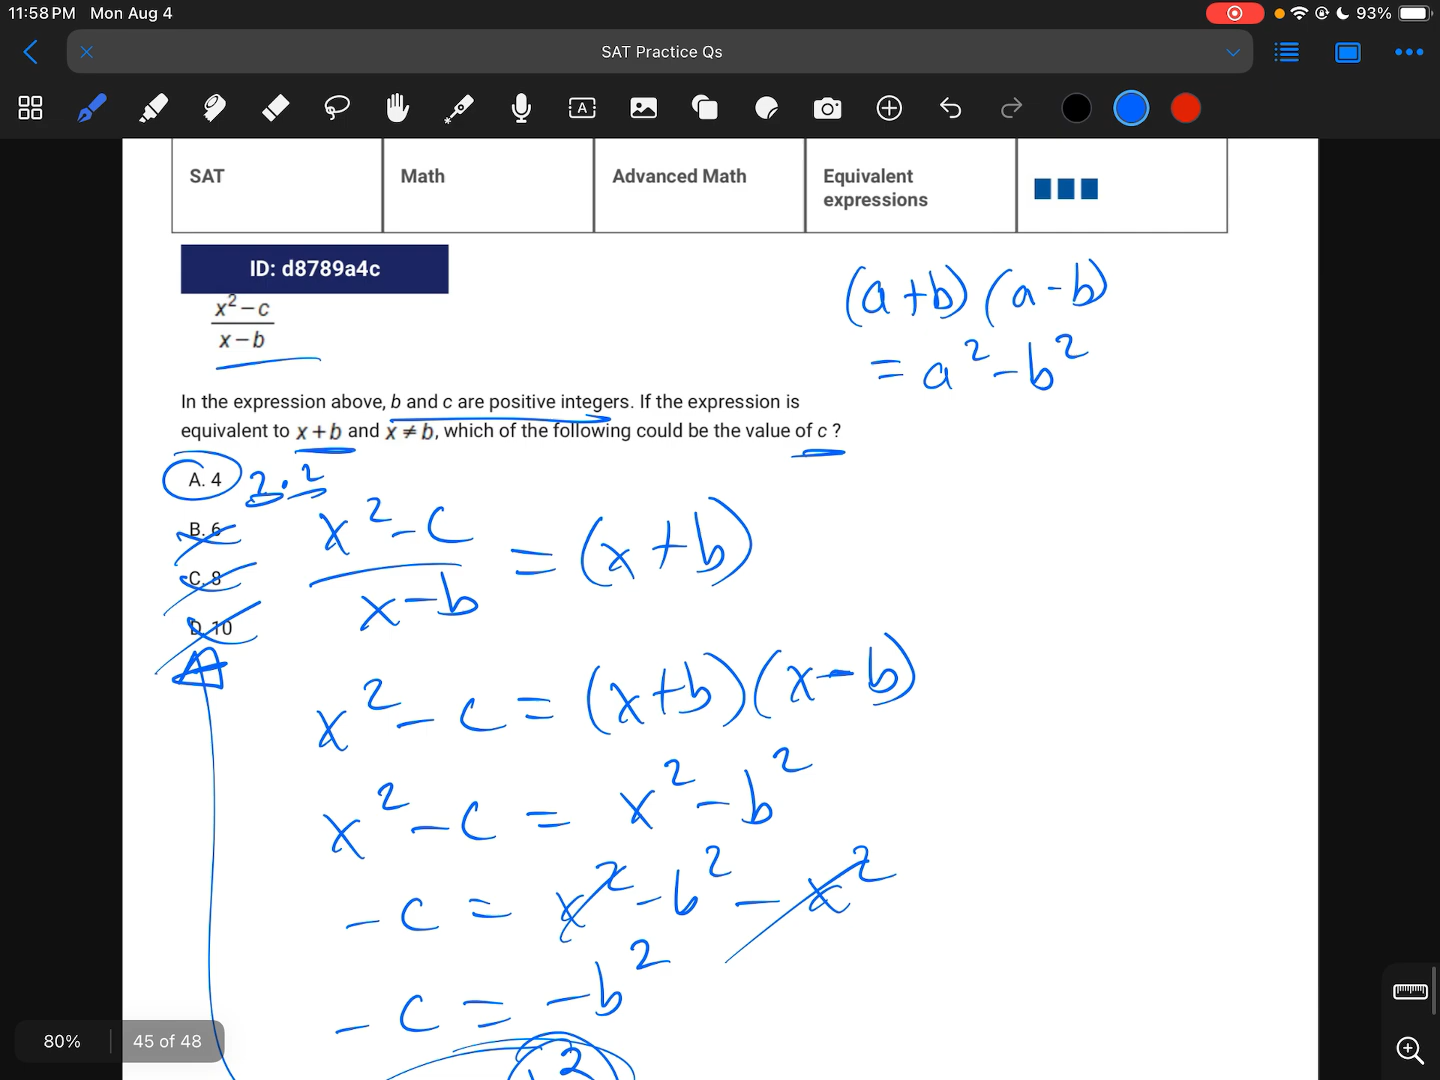 11:58 PM Mon Aug 4
93%
SAT Practice Qs
SAT Math Advanced Math Equivalent expressions
ID: d8789a4c
x² – c
x – b
(a+b)(a-b)
= a² - b²
In the expression above, b and c are positive integers. If the expression is
equivalent to x + b and x ≠ b, which of the following could be the value of c ?
A. 4 2 · 2
B. 6
C. 8
D. 10
x² - c
x - b
= (x + b)
x² - c = (x+b)(x-b)
x² - c = x² - b²
- c = x² - b² - x²
- c = -b²
2
80% 45 of 48